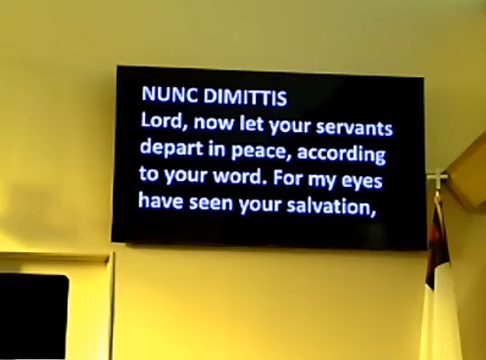 NUNC DIMITTIS
Lord, now let your servants
depart in peace, according
to your word. For my eyes
have seen your salvation,